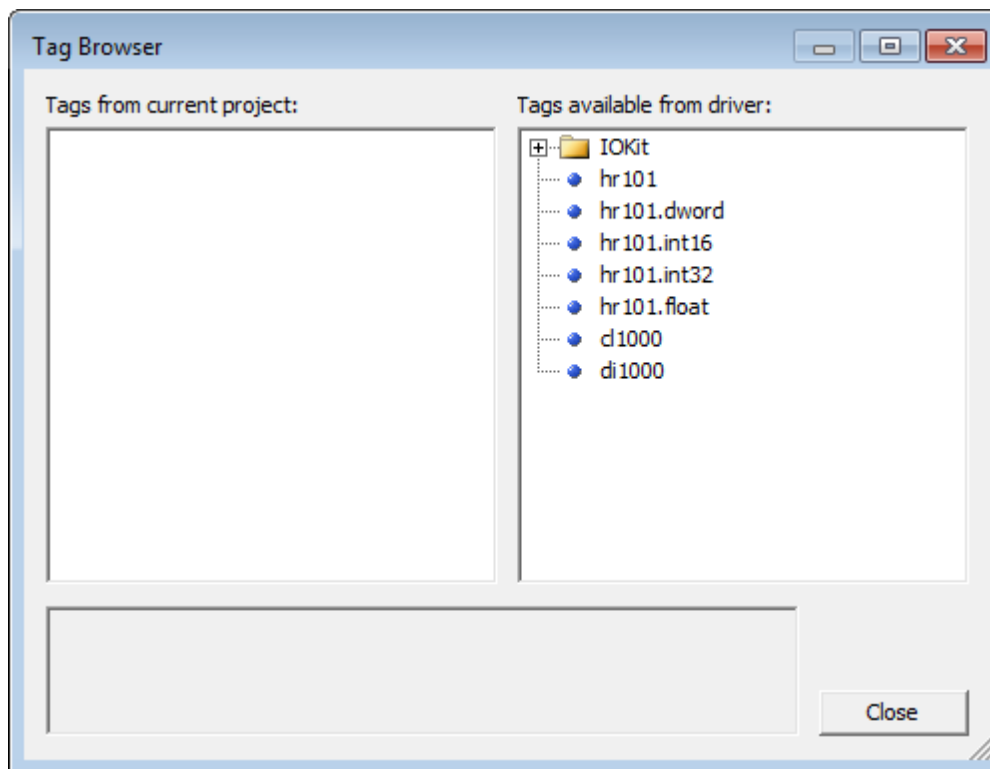 Tag Browser
Tags from current project:
Tags available from driver:
IOKit
hr101
hr101.dword
hr101.int16
hr101.int32
hr101.float
cl1000
di1000
Close